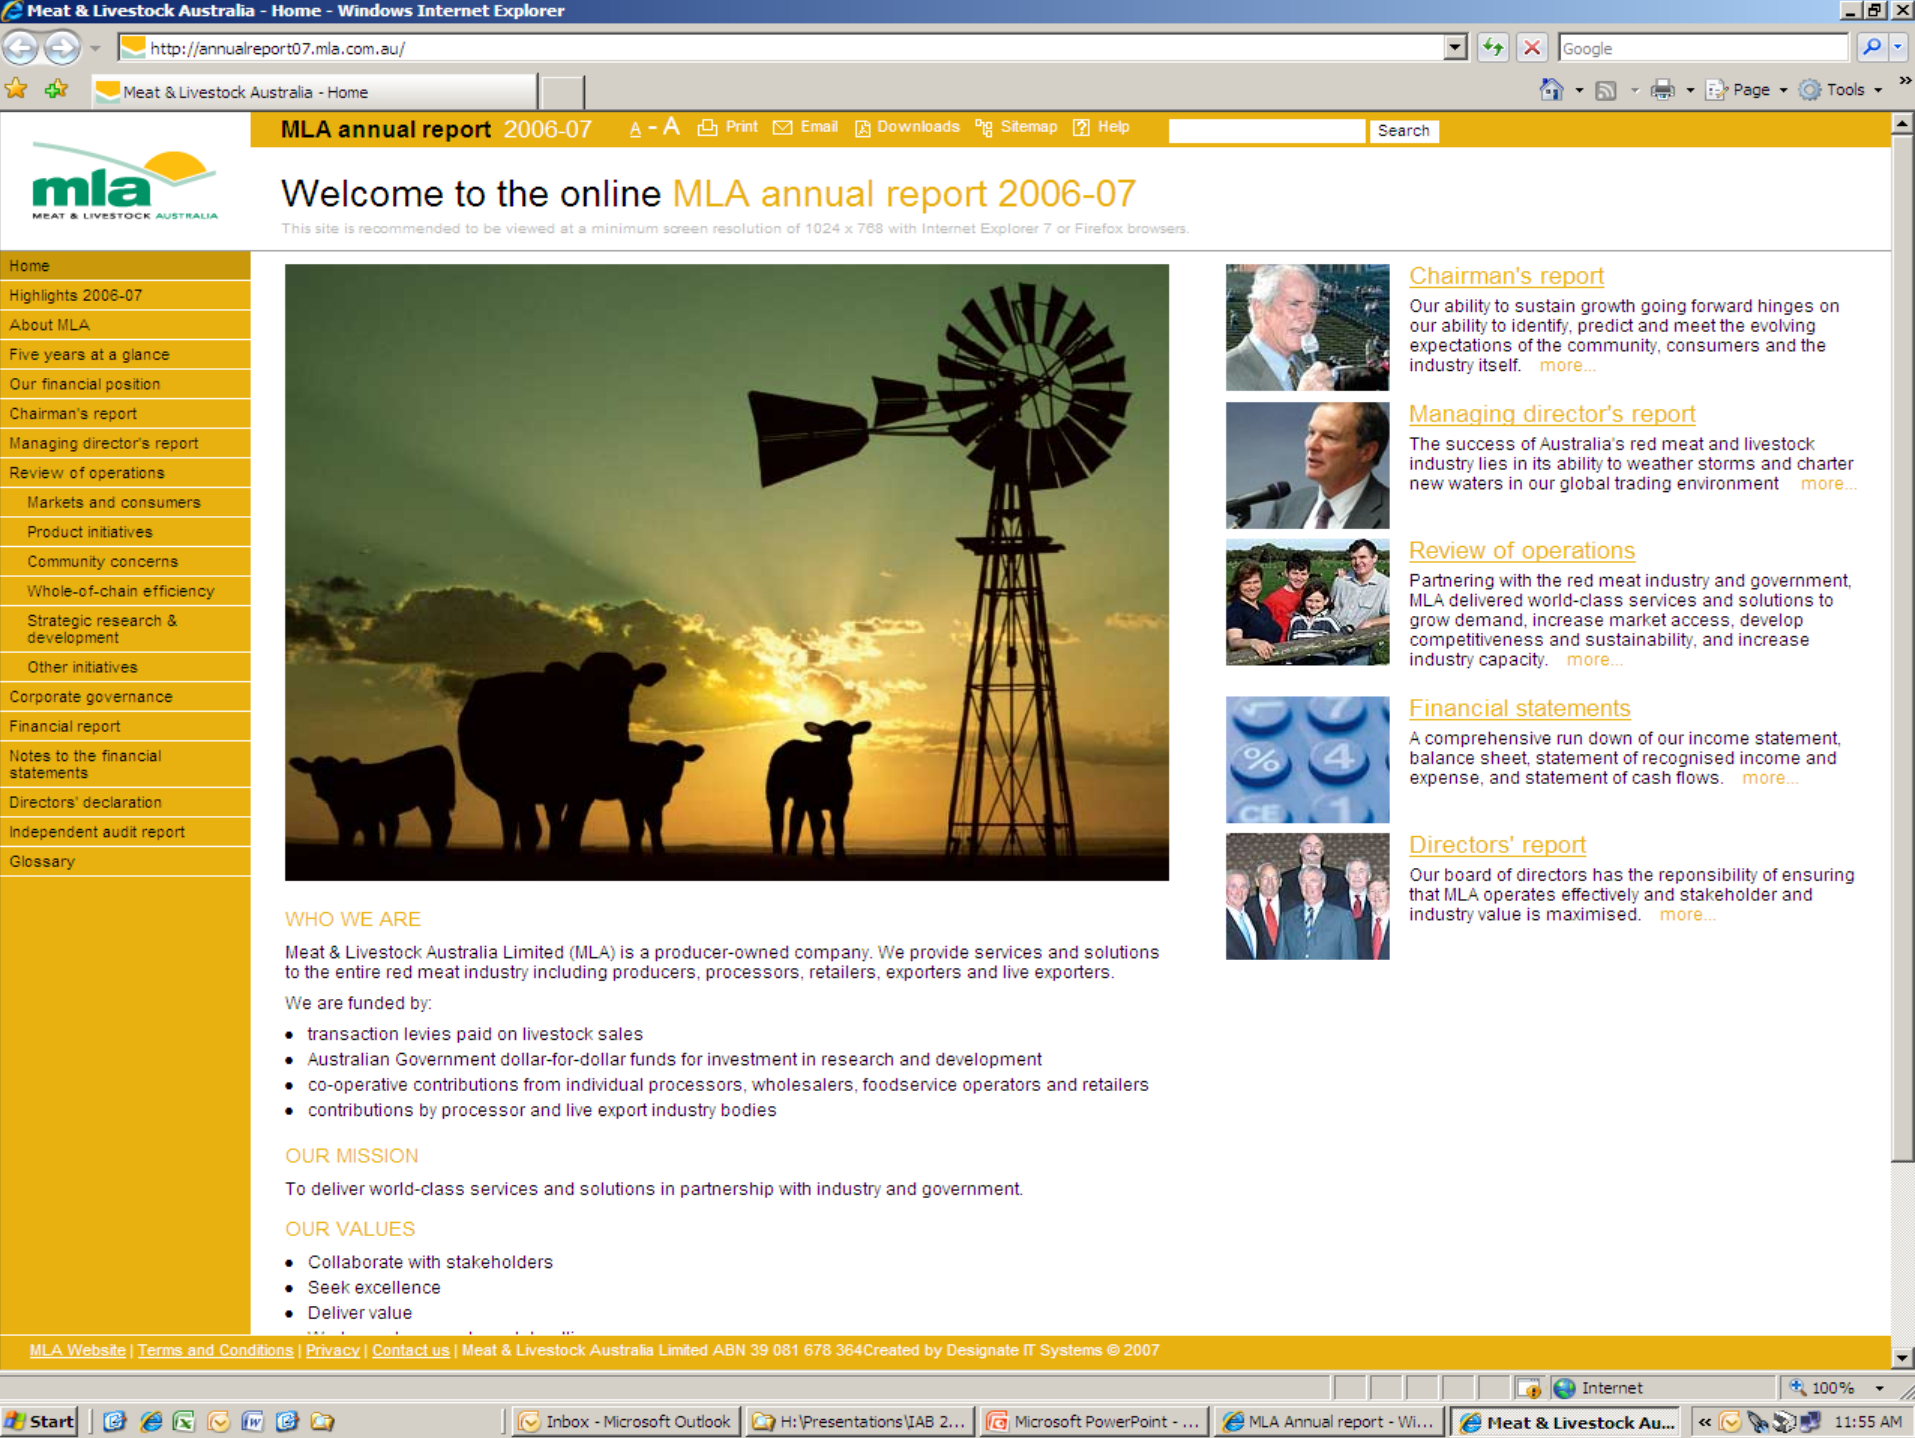 Meat & Livestock Australia - Home - Windows Internet Explorer
http://annualreport07.mla.com.au/
Google
Meat & Livestock Australia - Home
Page
Tools
MLA annual report 2006-07
A - A
Print
Email
Downloads
Sitemap
Help
Search
mla
MEAT & LIVESTOCK AUSTRALIA
Welcome to the online MLA annual report 2006-07
This site is recommended to be viewed at a minimum screen resolution of 1024 x 768 with Internet Explorer 7 or Firefox browsers.
Home
Highlights 2006-07
About MLA
Five years at a glance
Our financial position
Chairman's report
Managing director's report
Review of operations
Markets and consumers
Product initiatives
Community concerns
Whole-of-chain efficiency
Strategic research &
development
Other initiatives
Corporate governance
Financial report
Notes to the financial
statements
Directors' declaration
Independent audit report
Glossary
WHO WE ARE
Meat & Livestock Australia Limited (MLA) is a producer-owned company. We provide services and solutions
to the entire red meat industry including producers, processors, retailers, exporters and live exporters.
We are funded by:
• transaction levies paid on livestock sales
• Australian Government dollar-for-dollar funds for investment in research and development
• co-operative contributions from individual processors, wholesalers, foodservice operators and retailers
• contributions by processor and live export industry bodies
OUR MISSION
To deliver world-class services and solutions in partnership with industry and government.
OUR VALUES
• Collaborate with stakeholders
• Seek excellence
• Deliver value
Chairman's report
Our ability to sustain growth going forward hinges on
our ability to identify, predict and meet the evolving
expectations of the community, consumers and the
industry itself. more...
Managing director's report
The success of Australia's red meat and livestock
industry lies in its ability to weather storms and charter
new waters in our global trading environment more...
Review of operations
Partnering with the red meat industry and government,
MLA delivered world-class services and solutions to
grow demand, increase market access, develop
competitiveness and sustainability, and increase
industry capacity. more...
% 4
CE 1
Financial statements
A comprehensive run down of our income statement,
balance sheet, statement of recognised income and
expense, and statement of cash flows. more...
Directors' report
Our board of directors has the reponsibility of ensuring
that MLA operates effectively and stakeholder and
industry value is maximised. more...
MLA Website | Terms and Conditions | Privacy | Contact us | Meat & Livestock Australia Limited ABN 39 081 678 364Created by Designate IT Systems © 2007
Internet
100%
Start
Inbox - Microsoft Outlook
H:\Presentations\IAB 2...
Microsoft PowerPoint - ...
MLA Annual report - Wi...
Meat & Livestock Au...
11:55 AM